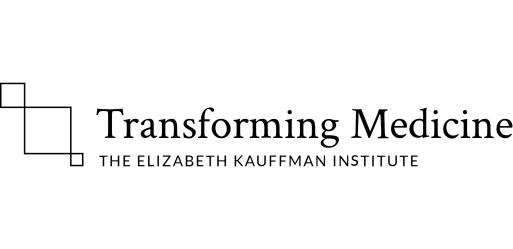 Transforming Medicine
THE ELIZABETH KAUFFMAN INSTITUTE